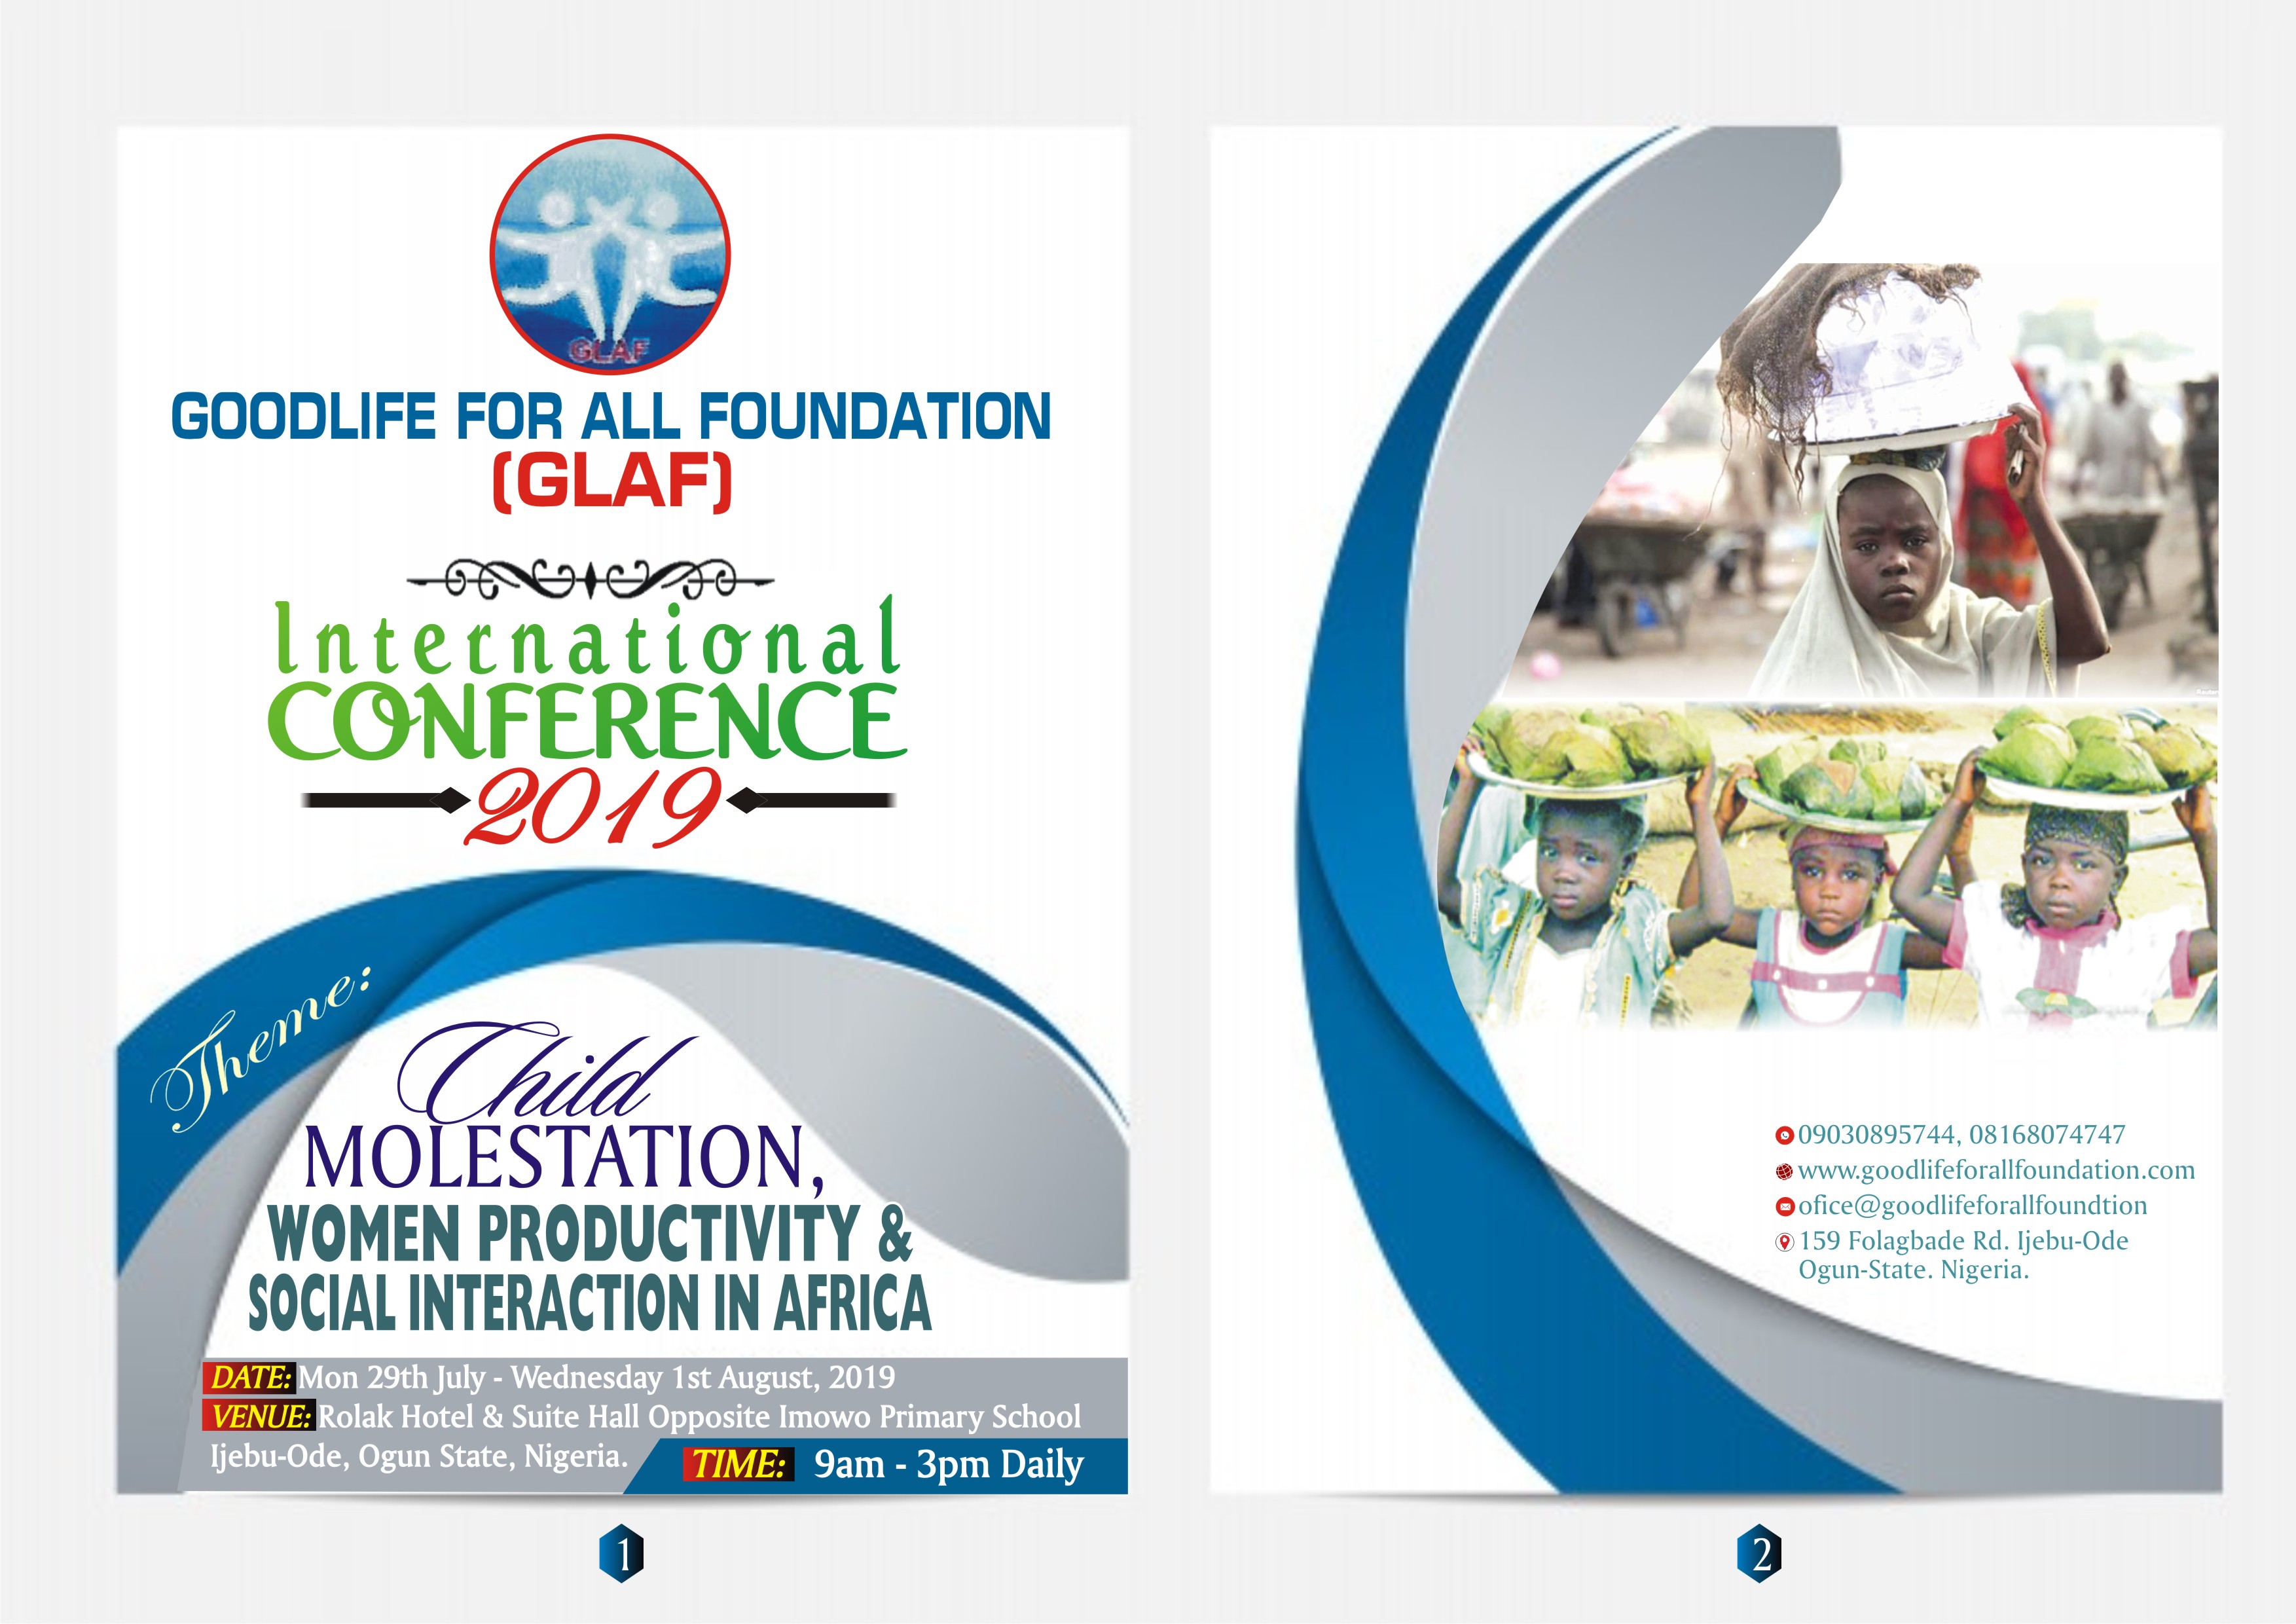 GLAF
GOODLIFE FOR ALL FOUNDATION
(GLAF)
International
CONFERENCE
2019
Theme:
Child
MOLESTATION,
WOMEN PRODUCTIVITY &
SOCIAL INTERACTION IN AFRICA
DATE: Mon 29th July - Wednesday 1st August, 2019
VENUE: Rolak Hotel & Suite Hall Opposite Imowo Primary School
Ijebu-Ode, Ogun State, Nigeria.
TIME: 9am - 3pm Daily
1
Reuters
09030895744, 08168074747
www.goodlifeforallfoundation.com
ofice@goodlifeforallfoundtion
159 Folagbade Rd. Ijebu-Ode
Ogun-State. Nigeria.
2